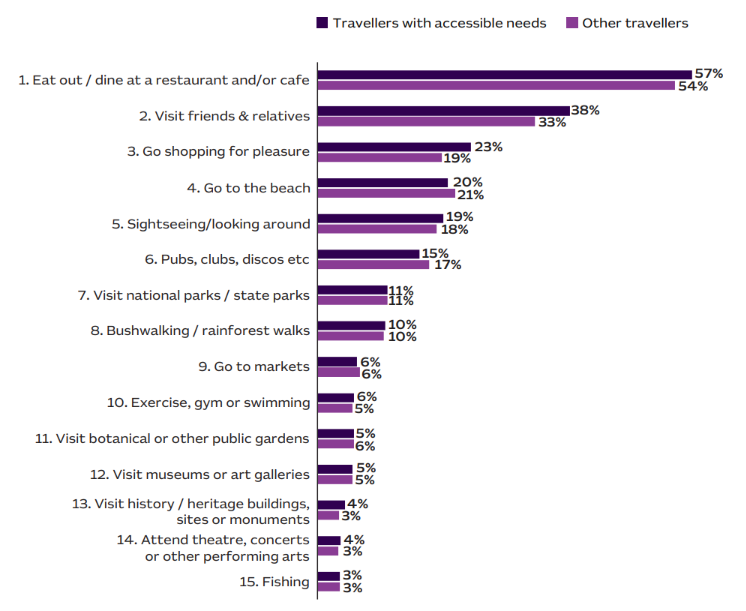 Travellers with accessible needs Other travellers
1. Eat out / dine at a restaurant and/or cafe 57%
54%
2. Visit friends & relatives 38%
33%
3. Go shopping for pleasure 23%
19%
4. Go to the beach 20%
21%
5. Sightseeing/looking around 19%
18%
6. Pubs, clubs, discos etc 15%
17%
7. Visit national parks / state parks 11%
11%
8. Bushwalking / rainforest walks 10%
10%
9. Go to markets 6%
6%
10. Exercise, gym or swimming 6%
5%
11. Visit botanical or other public gardens 5%
6%
12. Visit museums or art galleries 5%
5%
13. Visit history / heritage buildings, 4%
sites or monuments 3%
14. Attend theatre, concerts 4%
or other performing arts 3%
15. Fishing 3%
3%